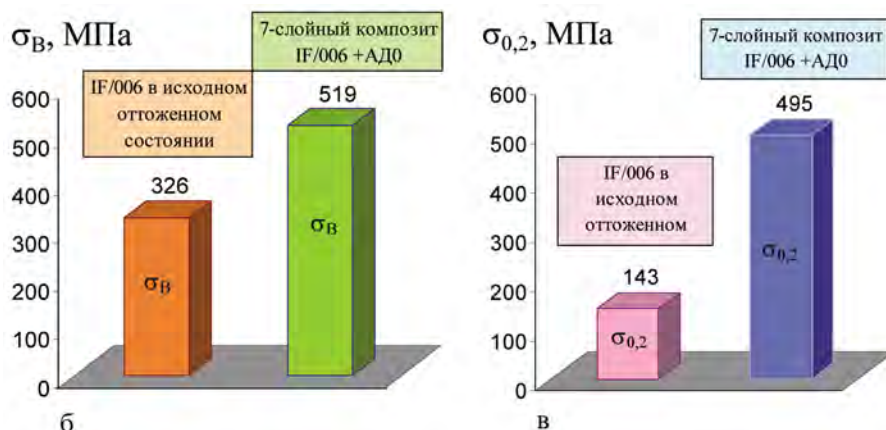 σB, МПа
7-слойный композит
IF/006 +АД0
IF/006 в исходном
оттоженном
состоянии
600
500
400
300
200
100
0
326
519
σB
σB
б
σ0,2, МПа
7-слойный композит
IF/006 +АД0
IF/006 в
исходном
оттоженном
600
500
400
300
200
100
0
143
495
σ0,2
σ0,2
в